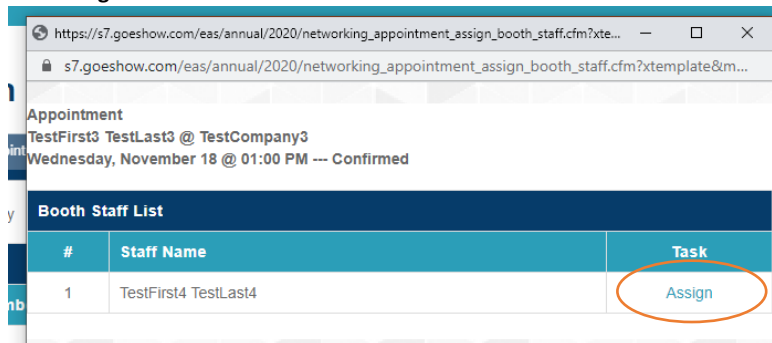 https://s7.goeshow.com/eas/annual/2020/networking_appointment_assign_booth_staff.cfm?xte...
s7.goeshow.com/eas/annual/2020/networking_appointment_assign_booth_staff.cfm?xtemplate&m...
Appointment
TestFirst3 TestLast3 @ TestCompany3
Wednesday, November 18 @ 01:00 PM --- Confirmed
Booth Staff List
# Staff Name Task
1 TestFirst4 TestLast4 Assign